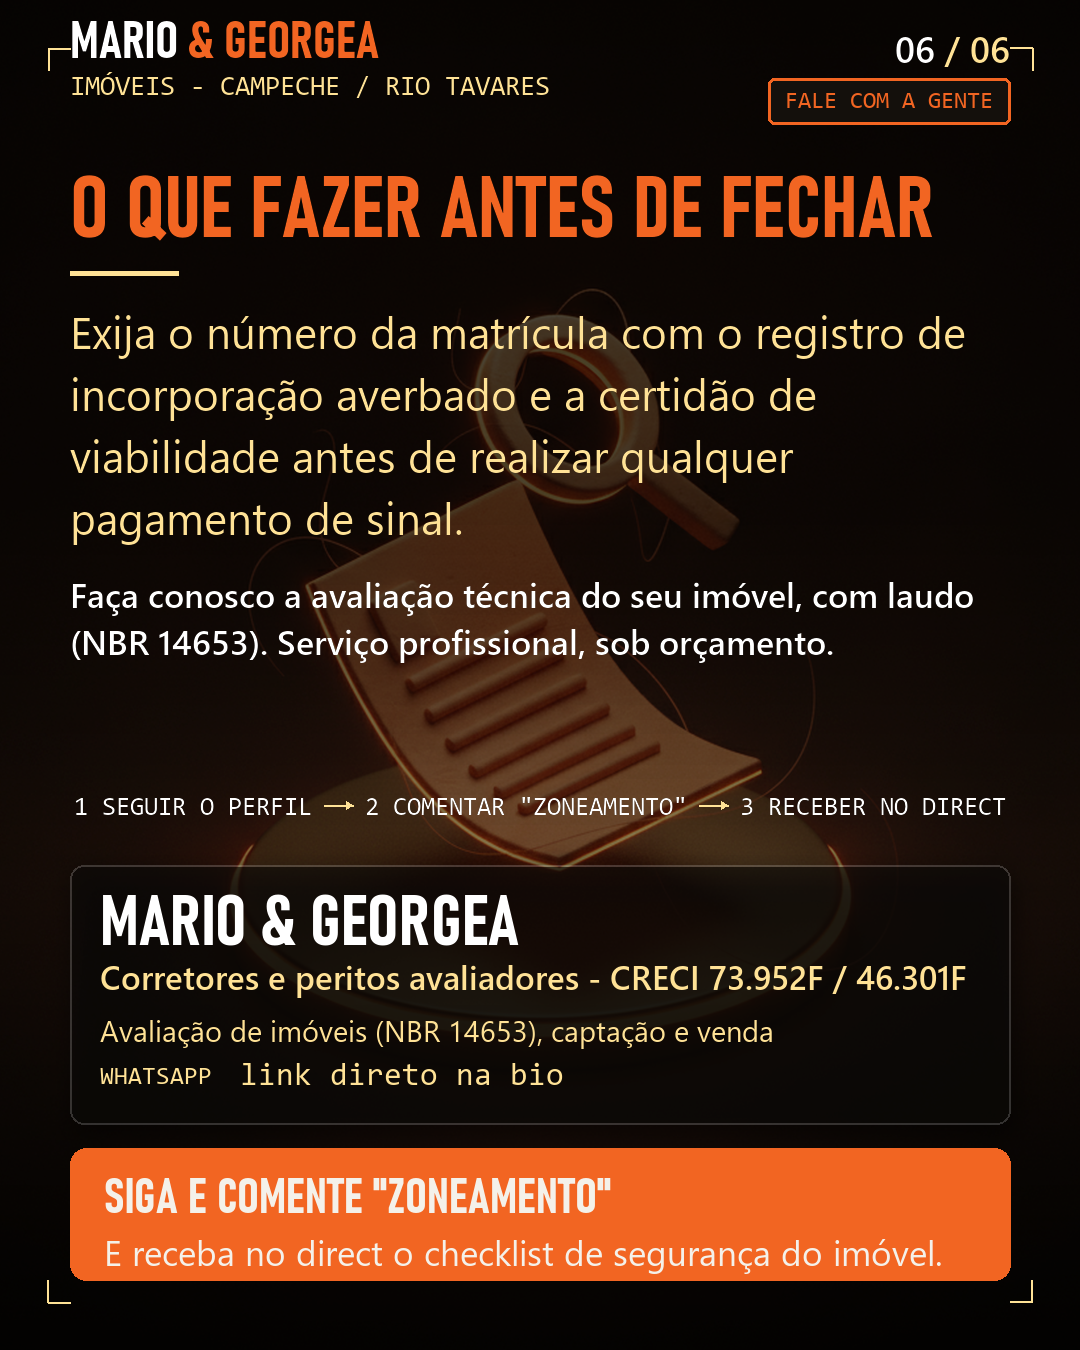 MARIO & GEORGEA
IMÓVEIS - CAMPECHE / RIO TAVARES
06 / 06
FALE COM A GENTE
O QUE FAZER ANTES DE FECHAR
Exija o número da matrícula com o registro de
incorporação averbado e a certidão de
viabilidade antes de realizar qualquer
pagamento de sinal.
Faça conosco a avaliação técnica do seu imóvel, com laudo
(NBR 14653). Serviço profissional, sob orçamento.
1 SEGUIR O PERFIL → 2 COMENTAR "ZONEAMENTO" → 3 RECEBER NO DIRECT
MARIO & GEORGEA
Corretores e peritos avaliadores - CRECI 73.952F / 46.301F
Avaliação de imóveis (NBR 14653), captação e venda
WHATSAPP link direto na bio
SIGA E COMENTE "ZONEAMENTO"
E receba no direct o checklist de segurança do imóvel.